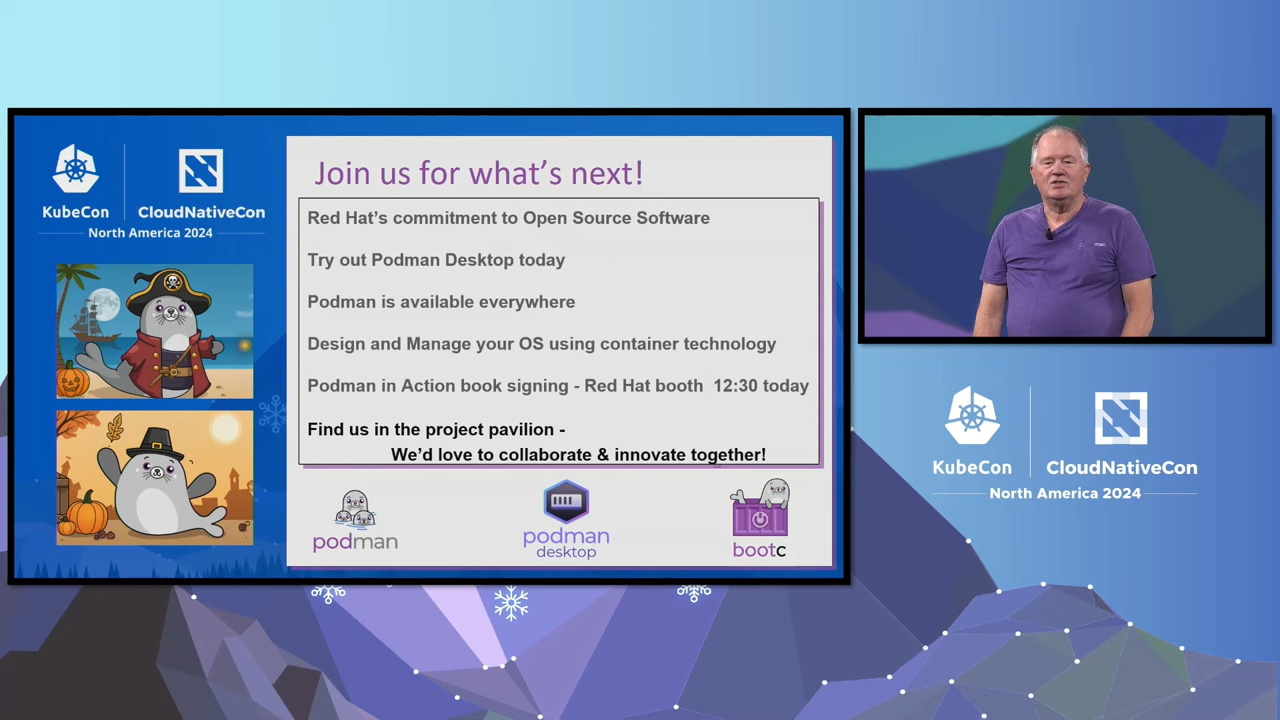 KubeCon
CloudNativeCon
North America 2024
Join us for what's next!
Red Hat's commitment to Open Source Software
Try out Podman Desktop today
Podman is available everywhere
Design and Manage your OS using container technology
Podman in Action book signing - Red Hat booth 12:30 today
Find us in the project pavilion -
We'd love to collaborate & innovate together!
podman
podman
desktop
bootc
KubeCon
CloudNativeCon
North America 2024